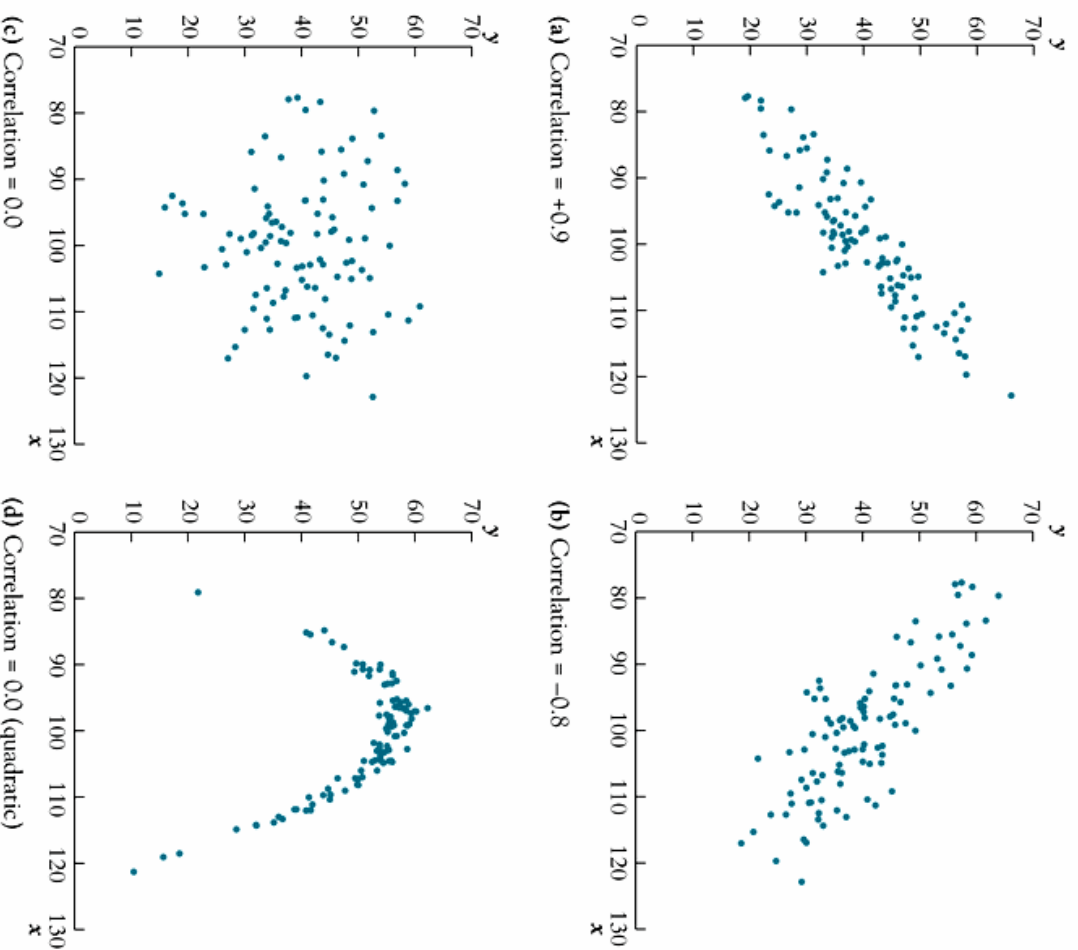 y
70
60
50
40
30
20
10
0
70 80 90 100 110 120 130
x
(a) Correlation = +0.9
y
70
60
50
40
30
20
10
0
70 80 90 100 110 120 130
x
(b) Correlation = –0.8
y
70
60
50
40
30
20
10
0
70 80 90 100 110 120 130
x
(c) Correlation = 0.0
y
70
60
50
40
30
20
10
0
70 80 90 100 110 120 130
x
(d) Correlation = 0.0 (quadratic)